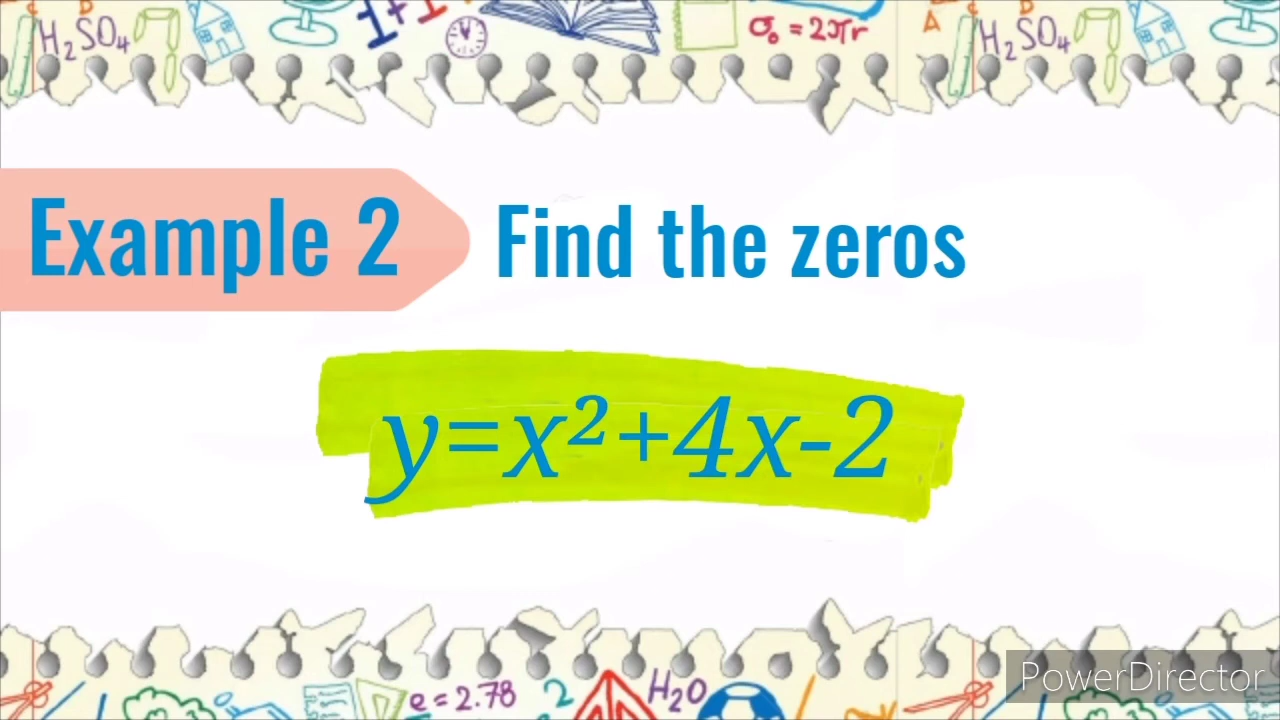 H₂SO₄
1+1
σ₀ = 2πr
A
D
H₂SO₄
Example 2
Find the zeros
y=x²+4x-2
e = 2.78
2
H₂O
PowerDirector